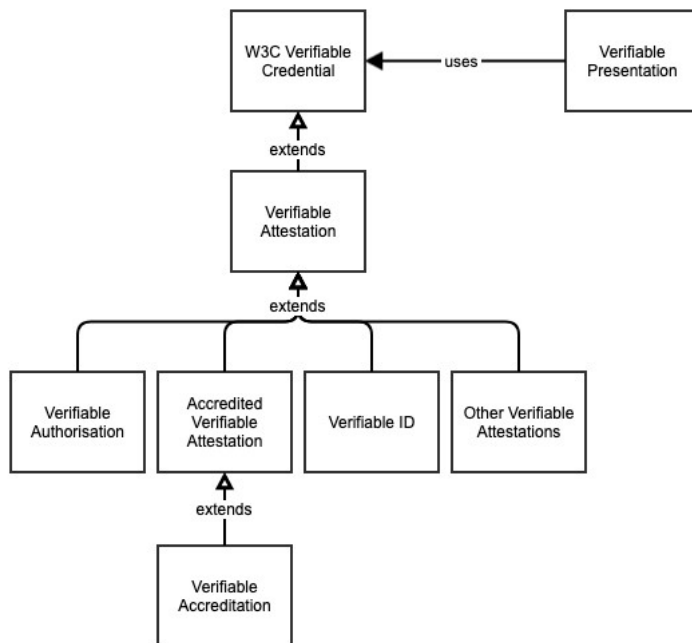 W3C Verifiable
Credential
uses
Verifiable
Presentation
extends
Verifiable
Attestation
extends
Verifiable
Authorisation
Accredited
Verifiable
Attestation
Verifiable ID
Other Verifiable
Attestations
extends
Verifiable
Accreditation